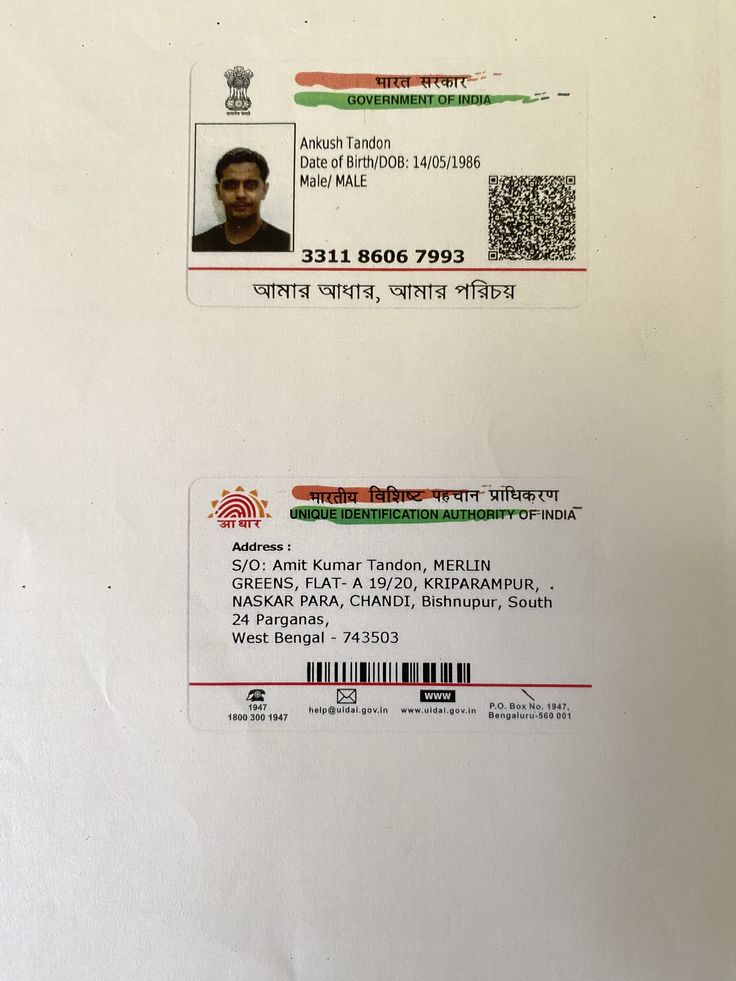 भारत सरकार
GOVERNMENT OF INDIA
Ankush Tandon
Date of Birth/DOB: 14/05/1986
Male/ MALE
3311 8606 7993
আমার আধার, আমার পরিচয়
भारतीय विशिष्ट पहचान प्राधिकरण
UNIQUE IDENTIFICATION AUTHORITY OF INDIA
आधार
Address :
S/O: Amit Kumar Tandon, MERLIN
GREENS, FLAT- A 19/20, KRIPARAMPUR,
NASKAR PARA, CHANDI, Bishnupur, South
24 Parganas,
West Bengal - 743503
1947
1800 300 1947
help@uidai.gov.in
WWW
www.uidai.gov.in
P.O. Box No. 1947,
Bengaluru-560 001